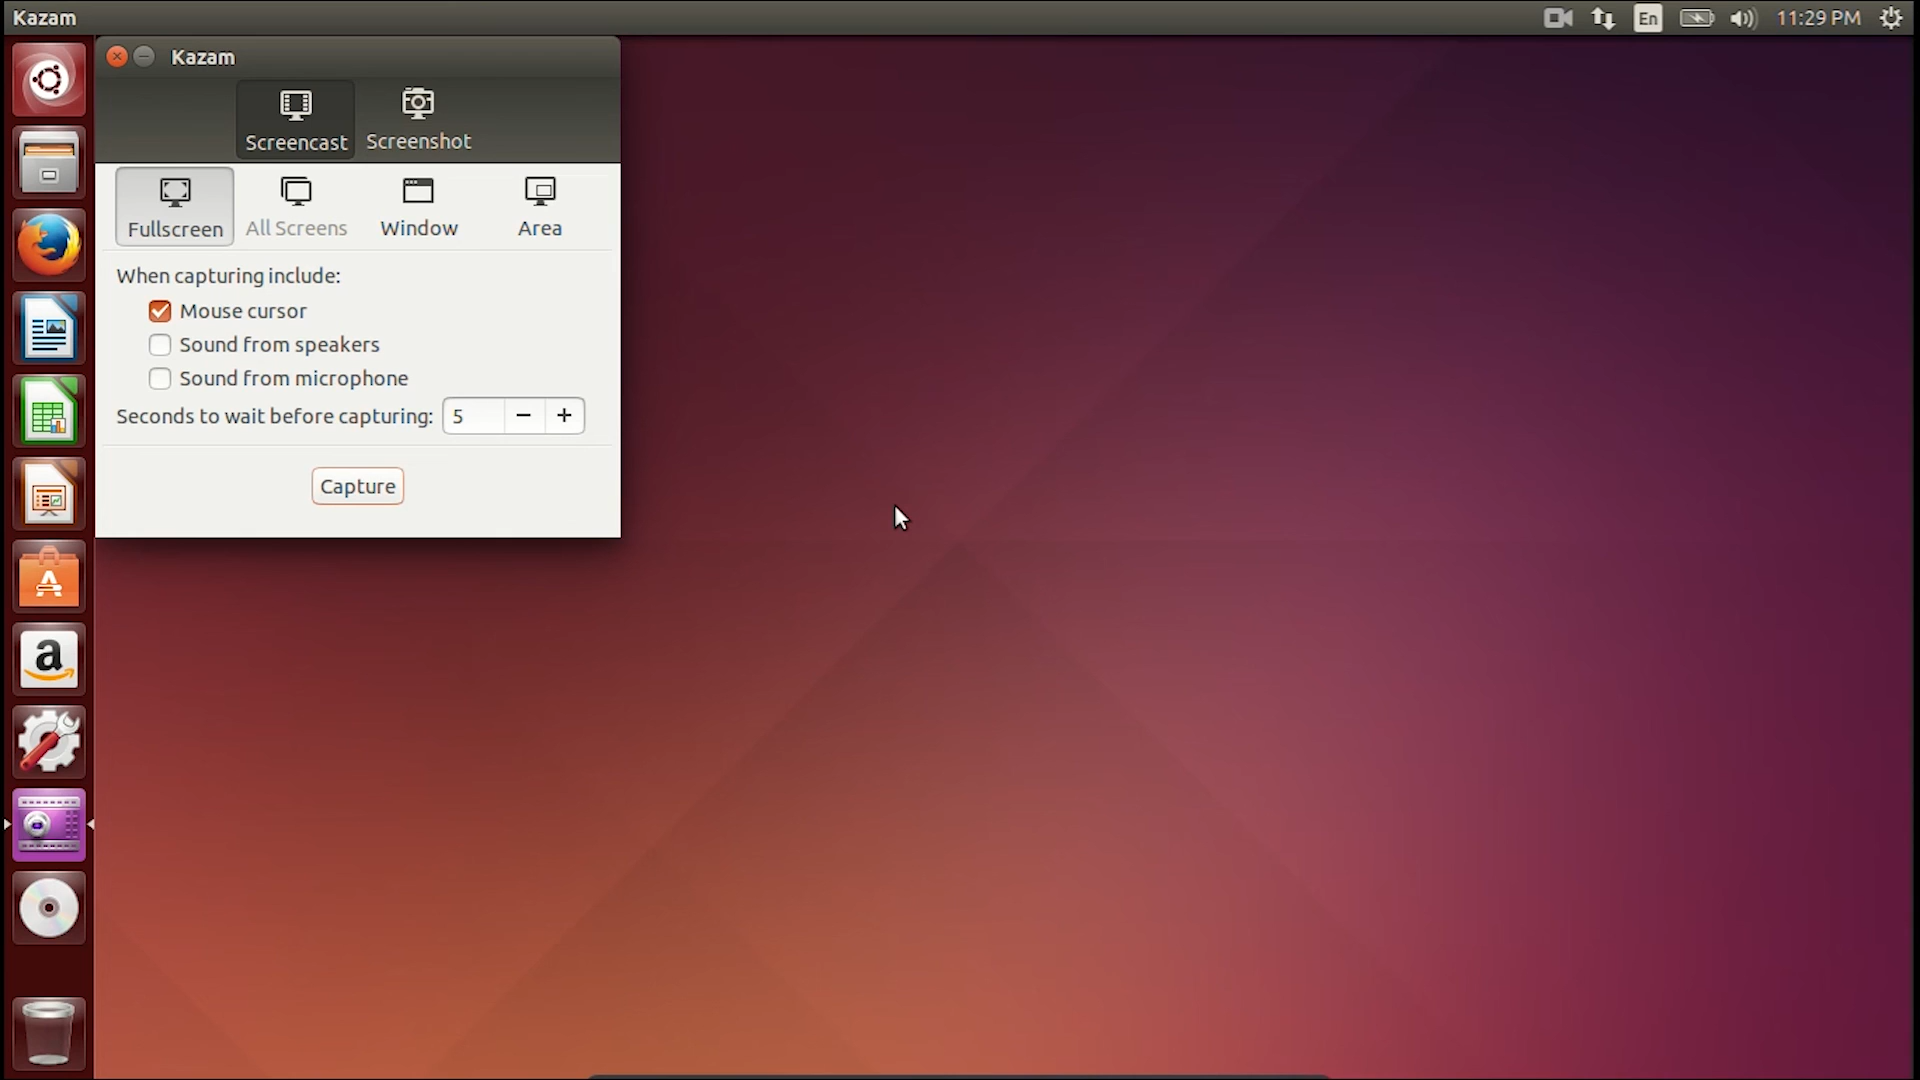 Kazam
En
11:29 PM
Kazam
Screencast
Screenshot
Fullscreen
All Screens
Window
Area
When capturing include:
Mouse cursor
Sound from speakers
Sound from microphone
Seconds to wait before capturing: 5 − +
Capture
a